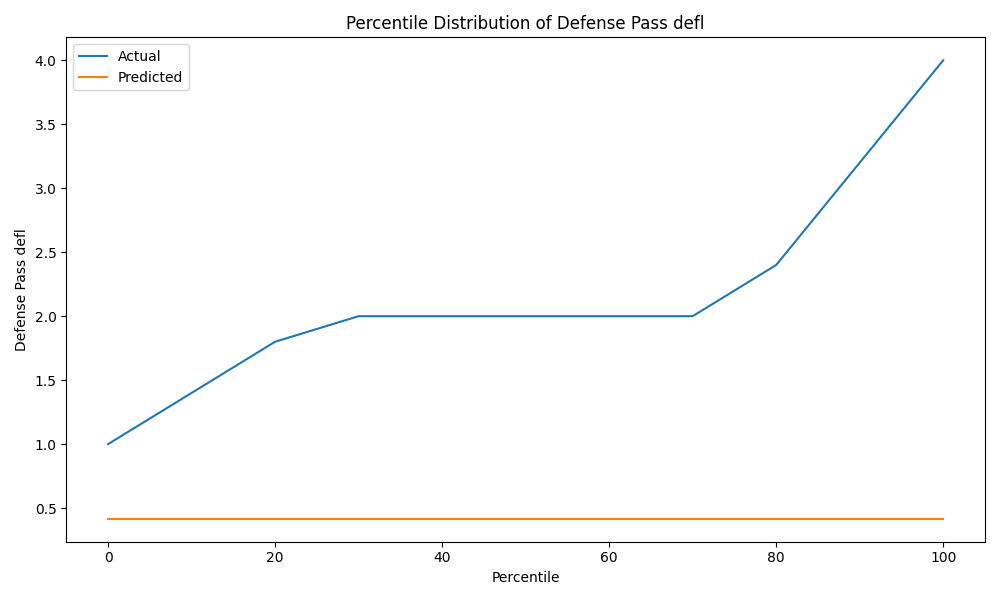 Percentile Distribution of Defense Pass defl
Actual
Predicted
Defense Pass defl
4.0
3.5
3.0
2.5
2.0
1.5
1.0
0.5
0 20 40 60 80 100
Percentile